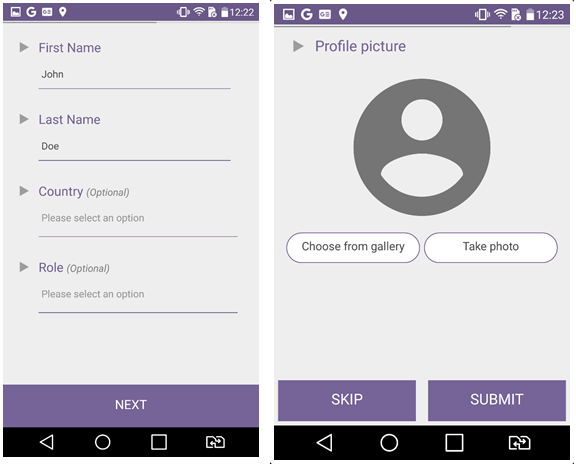 12:22
First Name
John
Last Name
Doe
Country (Optional)
Please select an option
Role (Optional)
Please select an option
NEXT
12:23
Profile picture
Choose from gallery
Take photo
SKIP
SUBMIT